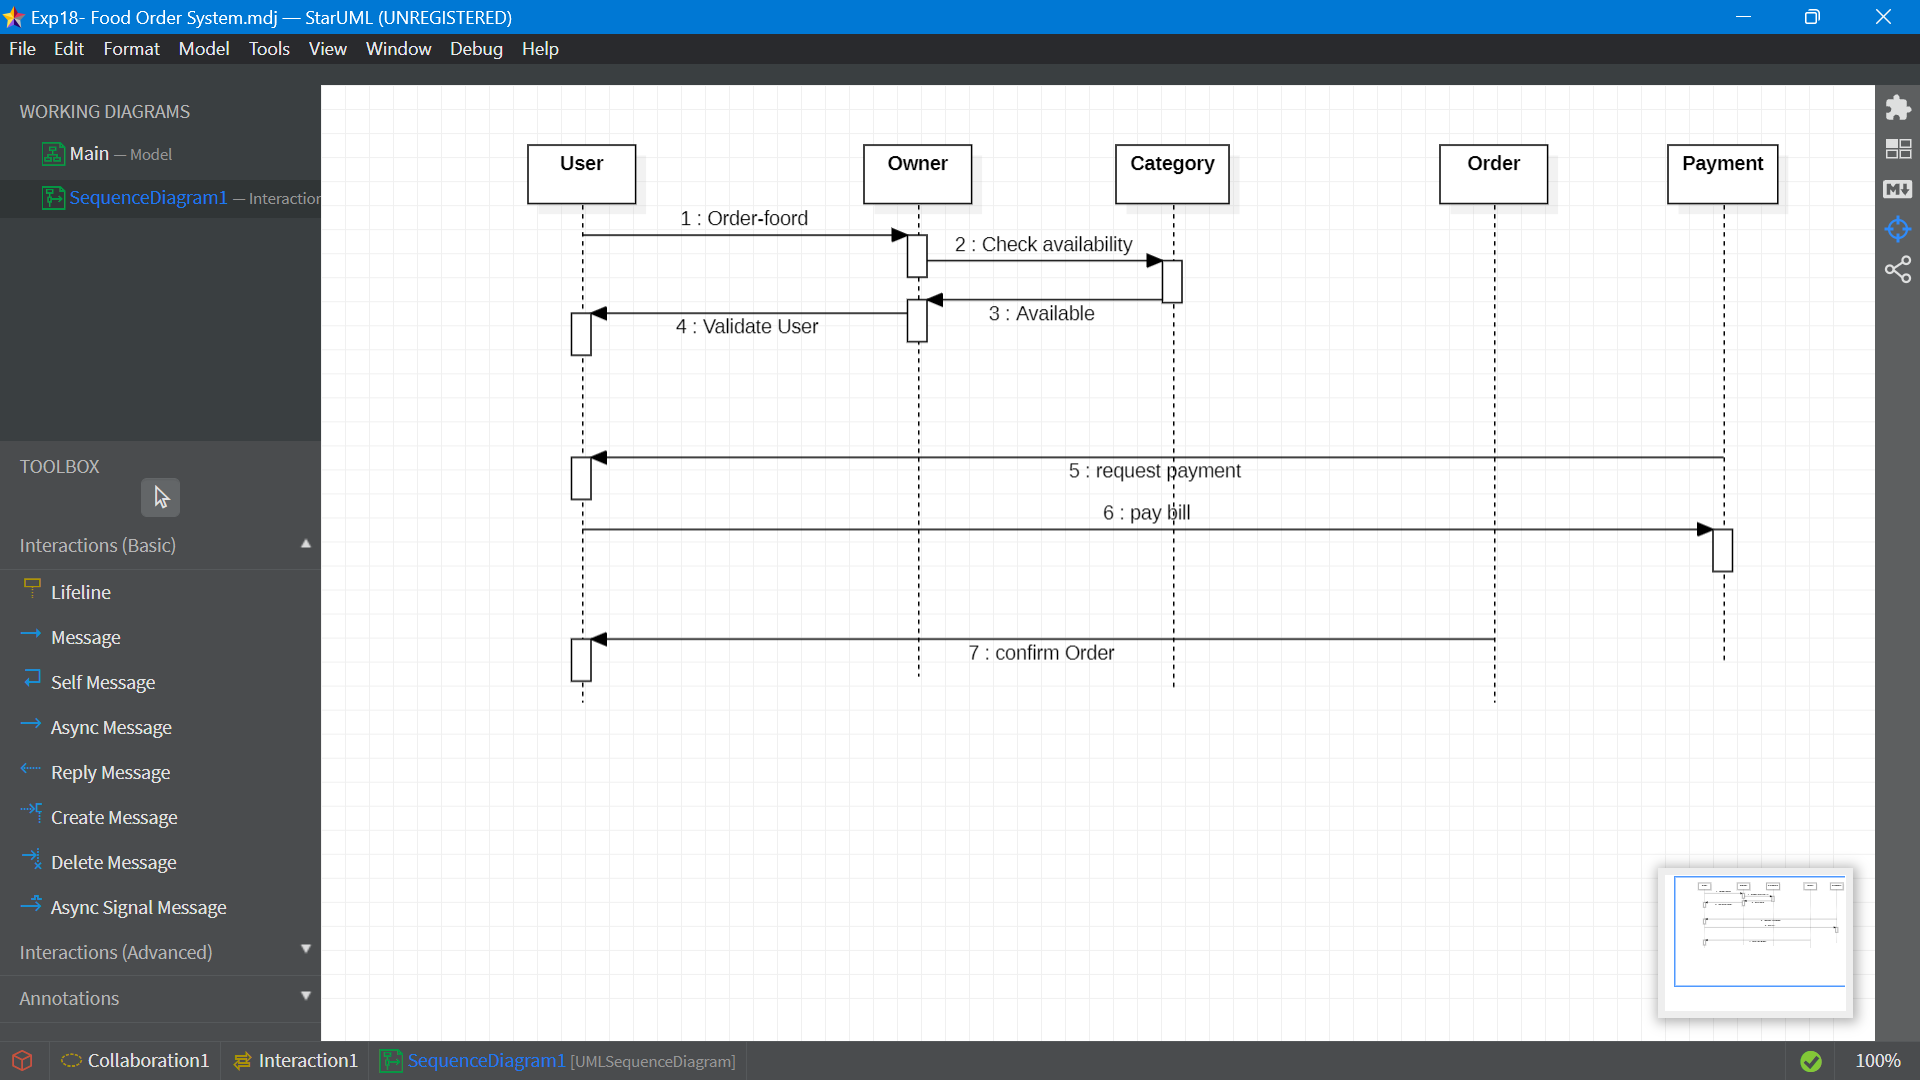 Exp18- Food Order System.mdj — StarUML (UNREGISTERED)
File Edit Format Model Tools View Window Debug Help
WORKING DIAGRAMS
Main — Model
SequenceDiagram1 — Interaction
TOOLBOX
Interactions (Basic)
Lifeline
Message
Self Message
Async Message
Reply Message
Create Message
Delete Message
Async Signal Message
Interactions (Advanced)
Annotations
User Owner Category Order Payment
1 : Order-foord
2 : Check availability
3 : Available
4 : Validate User
5 : request payment
6 : pay bill
7 : confirm Order
M
Collaboration1 Interaction1 SequenceDiagram1 [UMLSequenceDiagram] 100%